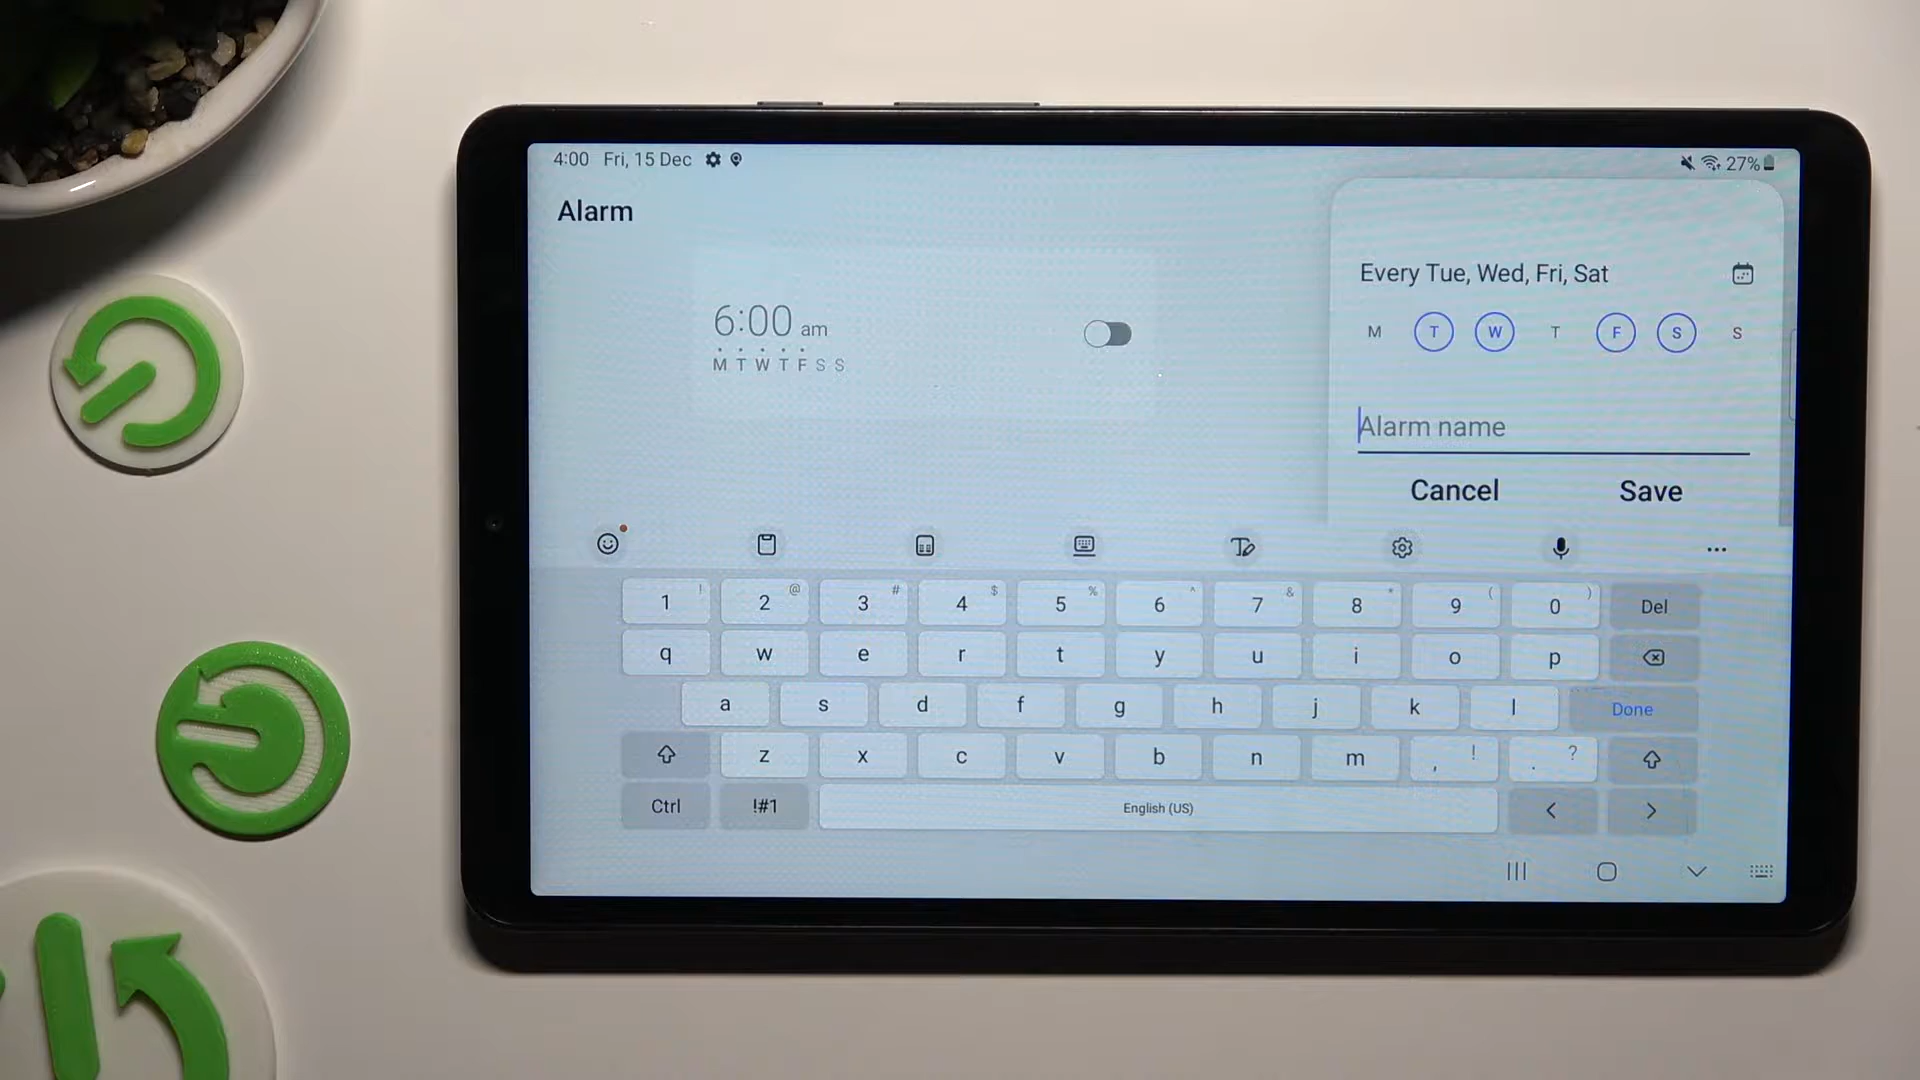 4:00 Fri, 15 Dec
27%
Alarm
6:00 am
M T W T F S S
Every Tue, Wed, Fri, Sat
M T W T F S S
Alarm name
Cancel Save
1 ! 2 @ 3 # 4 $ 5 % 6 ^ 7 & 8 * 9 ( 0 ) Del
q w e r t y u i o p
a s d f g h j k l Done
z x c v b n m , ! . ?
Ctrl !#1 English (US) < >